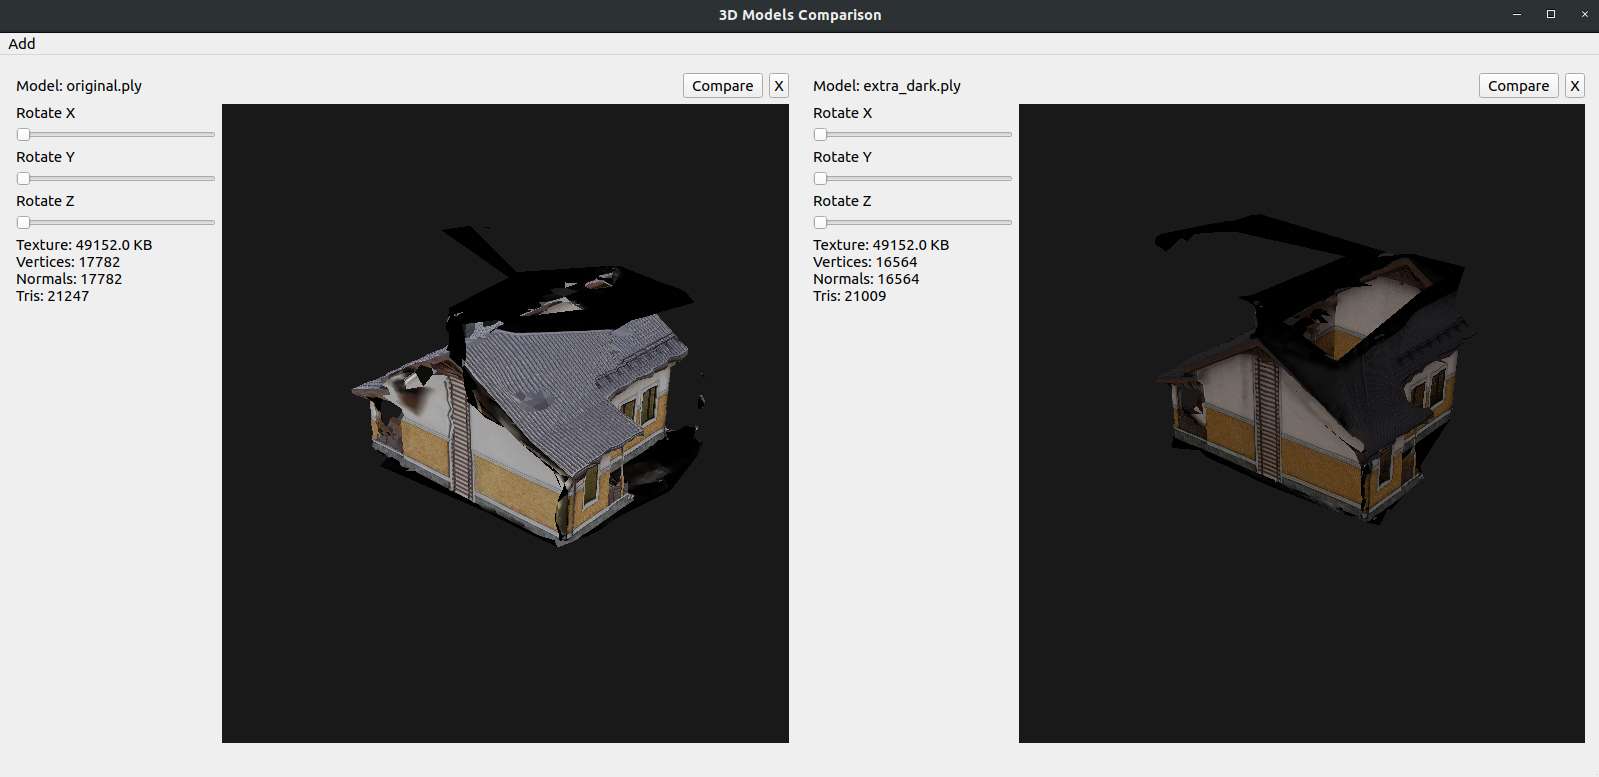 3D Models Comparison
Add
Model: original.ply
Compare
X
Rotate X
Rotate Y
Rotate Z
Texture: 49152.0 KB
Vertices: 17782
Normals: 17782
Tris: 21247
Model: extra_dark.ply
Compare
X
Rotate X
Rotate Y
Rotate Z
Texture: 49152.0 KB
Vertices: 16564
Normals: 16564
Tris: 21009